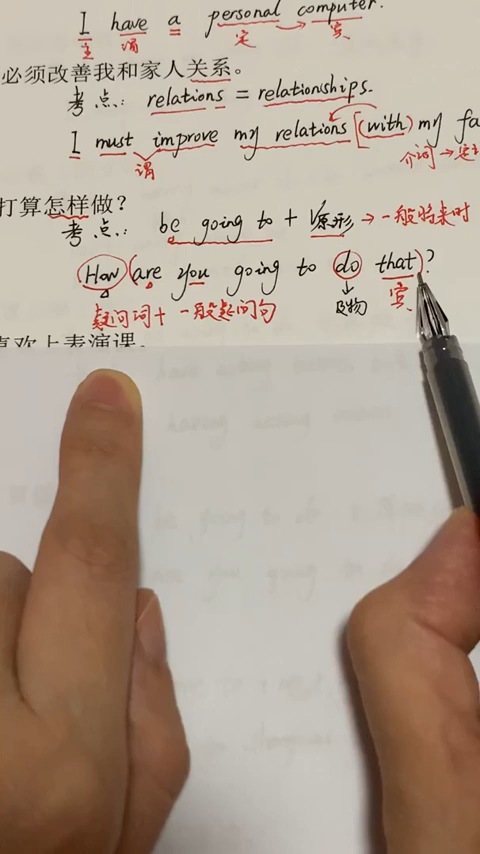 I have a personal computer.
主 谓 定 → 宾
必须改善我和家人关系。
考点: relations = relationships.
I must improve my relations [(with) my fa
谓 介词 →
打算怎样做?
考点: be going to + V原形 → 一般将来时
How (are you going to do that)?
疑问词 + 一般疑问句 及物 宾
喜欢上表演课.